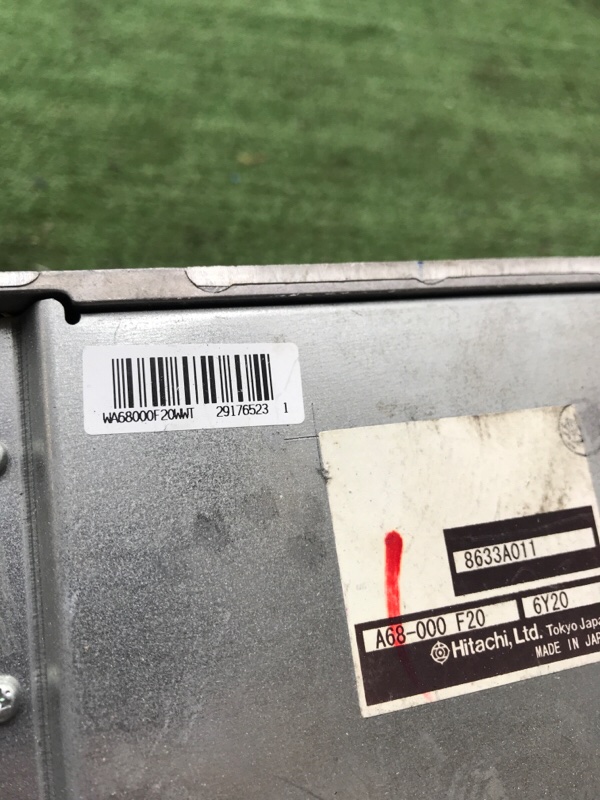 WA68000F20WWT 29176523 1
8633A011
A68-000 F20 6Y20
Hitachi, Ltd. Tokyo Japa
MADE IN JAP